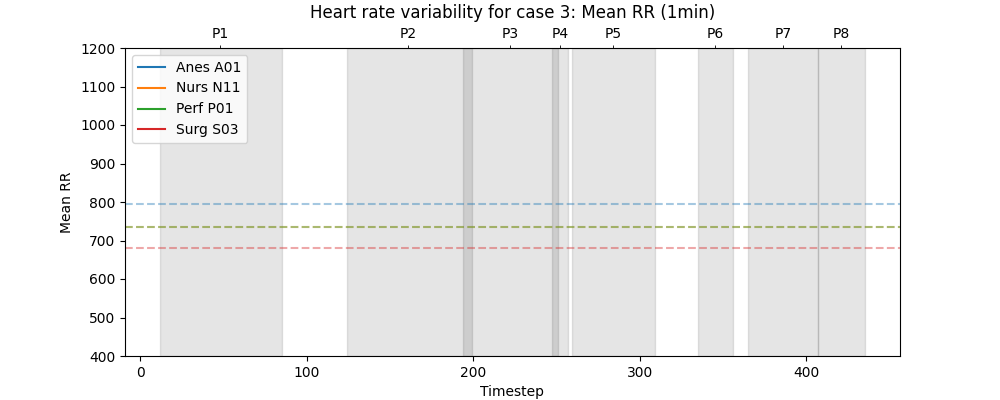 Heart rate variability for case 3: Mean RR (1min)
P1 P2 P3 P4 P5 P6 P7 P8
1200
1100
1000
900
800
700
600
500
400
Mean RR
Anes A01
Nurs N11
Perf P01
Surg S03
0 100 200 300 400
Timestep